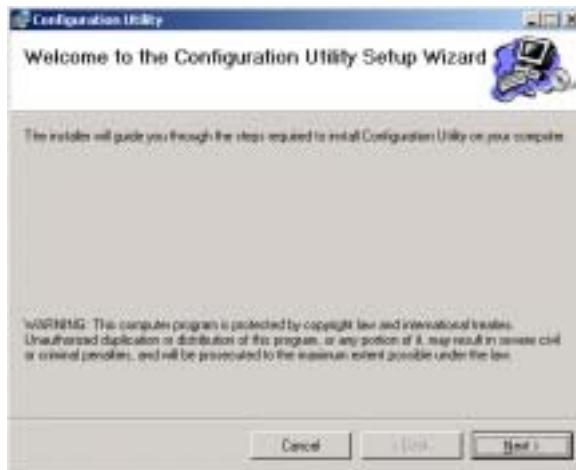 Configuration Utility
Welcome to the Configuration Utility Setup Wizard
The installer will guide you through the steps required to install Configuration Utility on your computer
WARNING: This computer program is protected by copyright law and international treaties.
Unauthorized duplication or distribution of this program, or any portion of it, may result in severe civil
or criminal penalties, and will be prosecuted to the maximum extent possible under the law.
Cancel
< Back
Next >